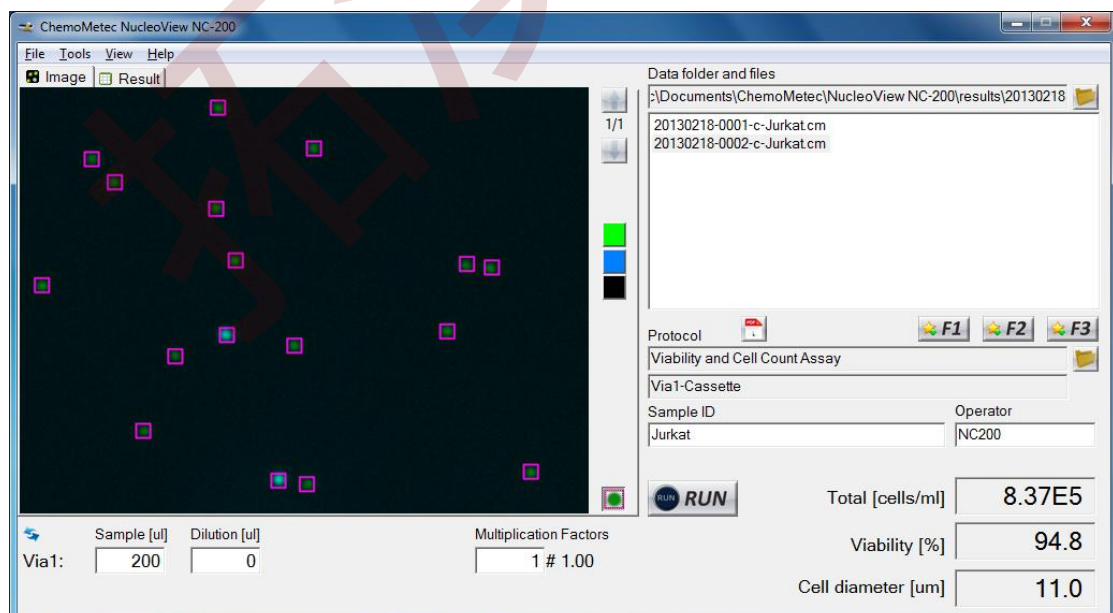 ChemoMetec NucleoView NC-200
File Tools View Help
Image Result
1/1
Data folder and files
:\Documents\ChemoMetec\NucleoView NC-200\results\20130218
20130218-0001-c-Jurkat.cm
20130218-0002-c-Jurkat.cm
Protocol PDF F1 F2 F3
Viability and Cell Count Assay
Via1-Cassette
Sample ID Operator
Jurkat NC200
RUN RUN
Total [cells/ml] 8.37E5
Viability [%] 94.8
Cell diameter [um] 11.0
Sample [ul] Dilution [ul] Multiplication Factors
Via1: 200 0 1 # 1.00